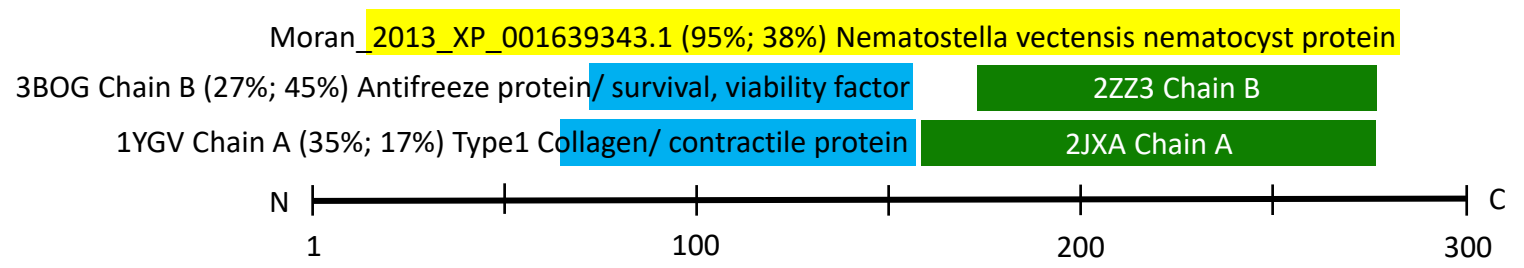 Moran_2013_XP_001639343.1 (95%; 38%) Nematostella vectensis nematocyst protein
3BOG Chain B (27%; 45%) Antifreeze protein/ survival, viability factor 2ZZ3 Chain B
1YGV Chain A (35%; 17%) Type1 Collagen/ contractile protein 2JXA Chain A
N C
1 100 200 300